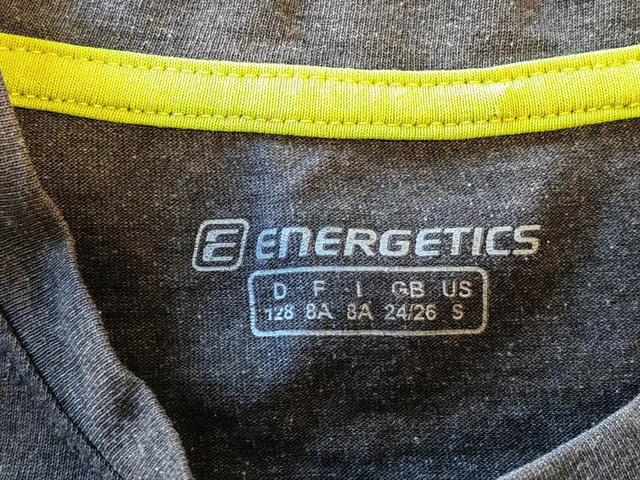 E ENERGETICS
D F I GB US
128 8A 8A 24/26 S